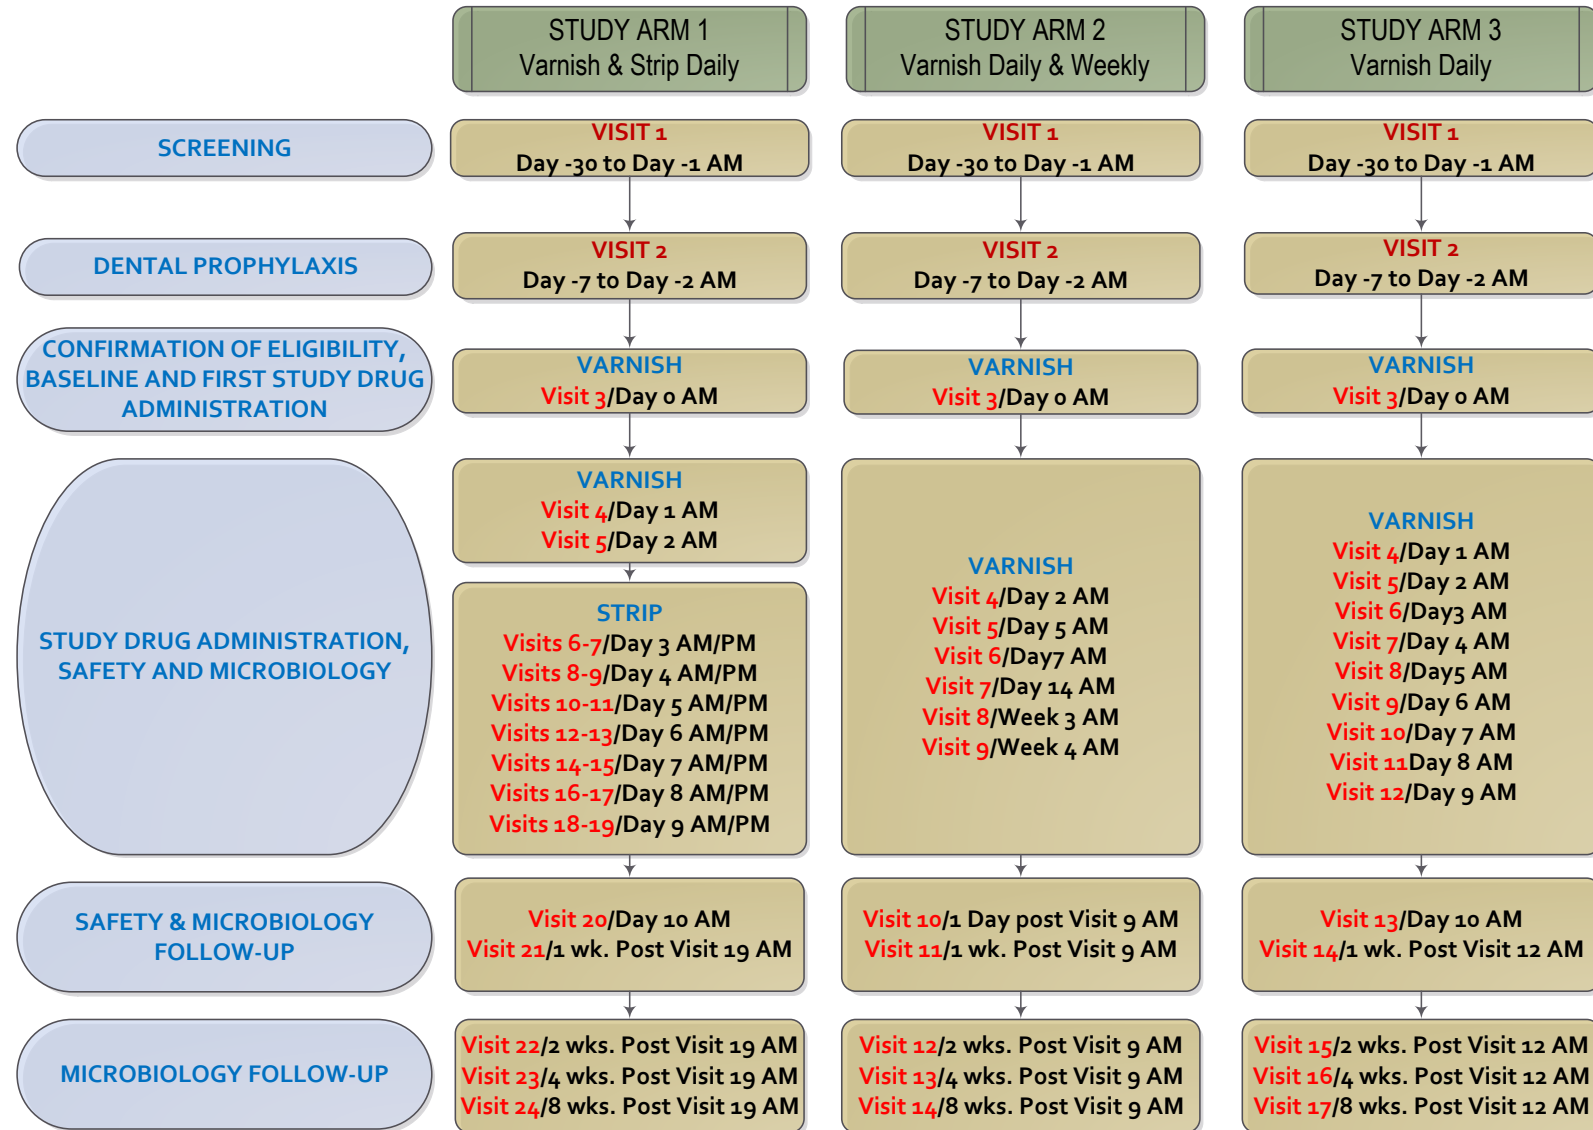 STUDY ARM 1
Varnish & Strip Daily
STUDY ARM 2
Varnish Daily & Weekly
STUDY ARM 3
Varnish Daily
SCREENING
VISIT 1
Day -30 to Day -1 AM
VISIT 1
Day -30 to Day -1 AM
VISIT 1
Day -30 to Day -1 AM
DENTAL PROPHYLAXIS
VISIT 2
Day -7 to Day -2 AM
VISIT 2
Day -7 to Day -2 AM
VISIT 2
Day -7 to Day -2 AM
CONFIRMATION OF ELIGIBILITY,
BASELINE AND FIRST STUDY DRUG
ADMINISTRATION
VARNISH
Visit 3/Day 0 AM
VARNISH
Visit 3/Day 0 AM
VARNISH
Visit 3/Day 0 AM
STUDY DRUG ADMINISTRATION,
SAFETY AND MICROBIOLOGY
VARNISH
Visit 4/Day 1 AM
Visit 5/Day 2 AM
STRIP
Visits 6-7/Day 3 AM/PM
Visits 8-9/Day 4 AM/PM
Visits 10-11/Day 5 AM/PM
Visits 12-13/Day 6 AM/PM
Visits 14-15/Day 7 AM/PM
Visits 16-17/Day 8 AM/PM
Visits 18-19/Day 9 AM/PM
VARNISH
Visit 4/Day 2 AM
Visit 5/Day 5 AM
Visit 6/Day7 AM
Visit 7/Day 14 AM
Visit 8/Week 3 AM
Visit 9/Week 4 AM
VARNISH
Visit 4/Day 1 AM
Visit 5/Day 2 AM
Visit 6/Day3 AM
Visit 7/Day 4 AM
Visit 8/Day5 AM
Visit 9/Day 6 AM
Visit 10/Day 7 AM
Visit 11Day 8 AM
Visit 12/Day 9 AM
SAFETY & MICROBIOLOGY
FOLLOW-UP
Visit 20/Day 10 AM
Visit 21/1 wk. Post Visit 19 AM
Visit 10/1 Day post Visit 9 AM
Visit 11/1 wk. Post Visit 9 AM
Visit 13/Day 10 AM
Visit 14/1 wk. Post Visit 12 AM
MICROBIOLOGY FOLLOW-UP
Visit 22/2 wks. Post Visit 19 AM
Visit 23/4 wks. Post Visit 19 AM
Visit 24/8 wks. Post Visit 19 AM
Visit 12/2 wks. Post Visit 9 AM
Visit 13/4 wks. Post Visit 9 AM
Visit 14/8 wks. Post Visit 9 AM
Visit 15/2 wks. Post Visit 12 AM
Visit 16/4 wks. Post Visit 12 AM
Visit 17/8 wks. Post Visit 12 AM